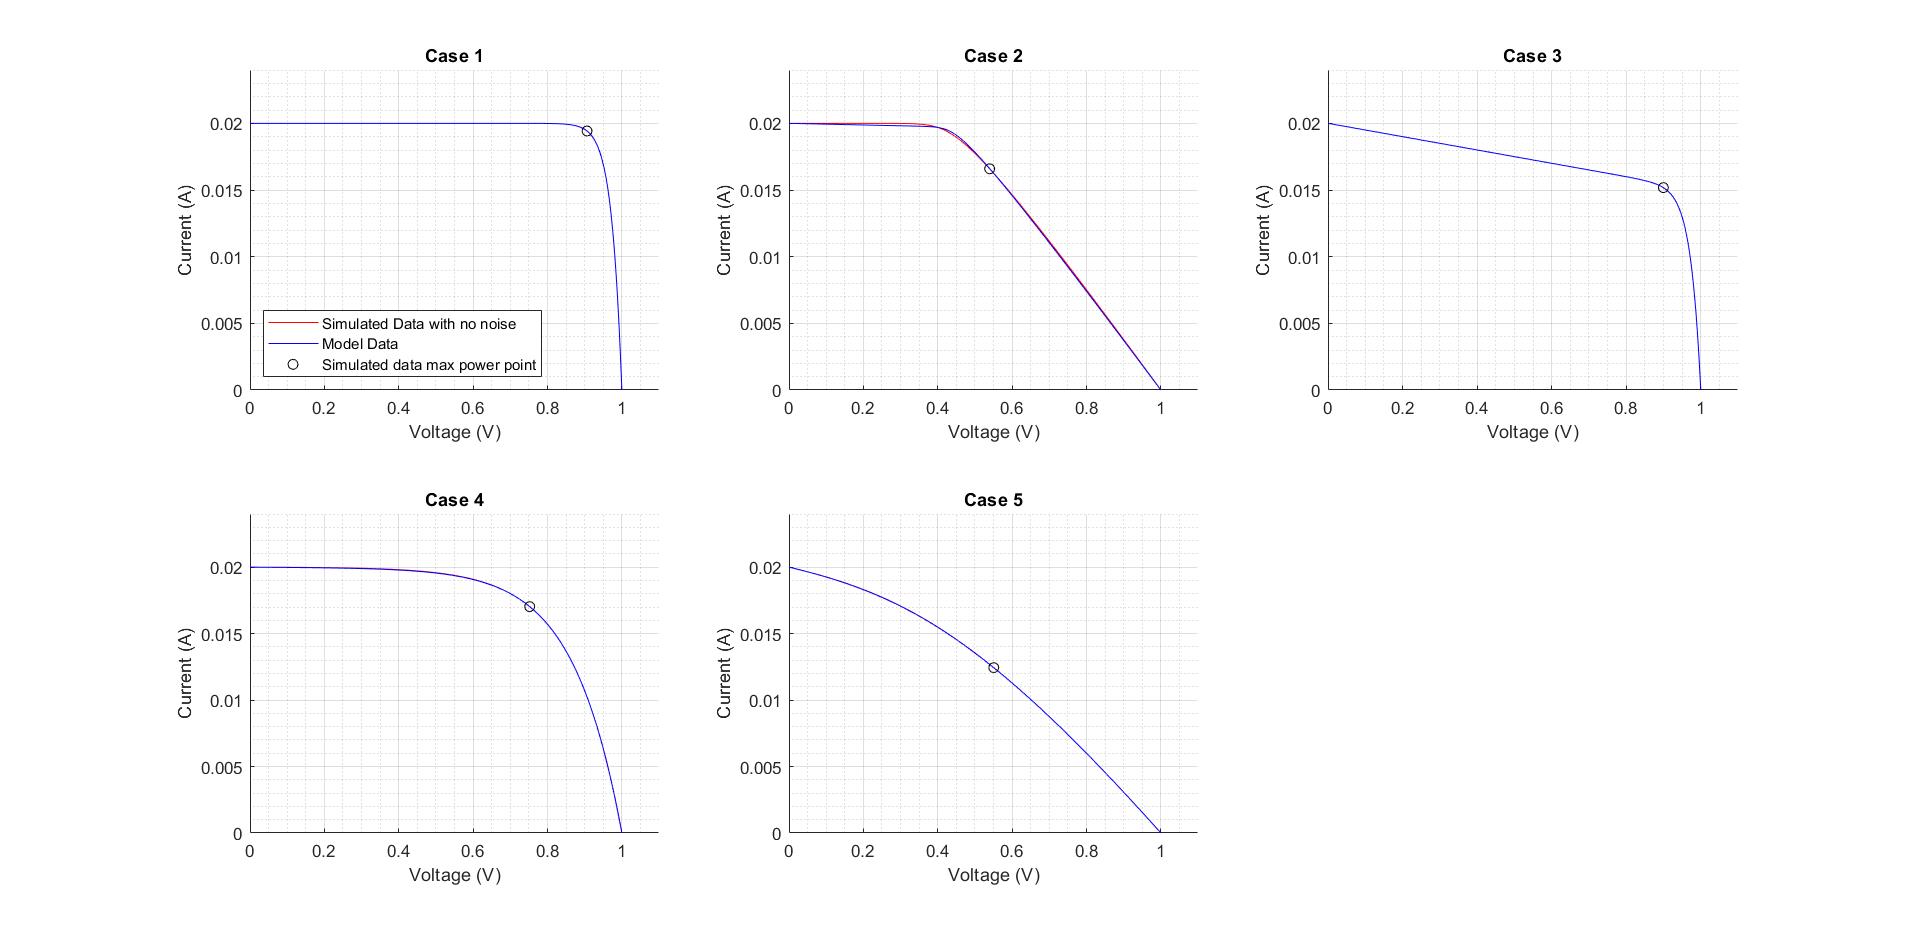 Case 1
0.02
0.015
0.01
0.005
0
Current (A)
Simulated Data with no noise
Model Data
Simulated data max power point
0 0.2 0.4 0.6 0.8 1
Voltage (V)
Case 2
0.02
0.015
0.01
0.005
0
Current (A)
0 0.2 0.4 0.6 0.8 1
Voltage (V)
Case 3
0.02
0.015
0.01
0.005
0
Current (A)
0 0.2 0.4 0.6 0.8 1
Voltage (V)
Case 4
0.02
0.015
0.01
0.005
0
Current (A)
0 0.2 0.4 0.6 0.8 1
Voltage (V)
Case 5
0.02
0.015
0.01
0.005
0
Current (A)
0 0.2 0.4 0.6 0.8 1
Voltage (V)